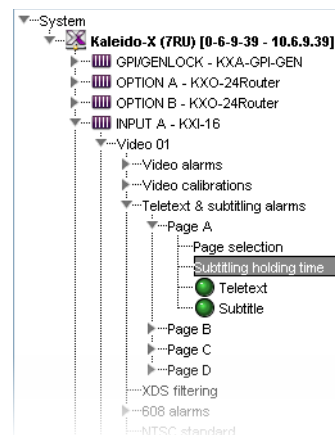 System
Kaleido-X (7RU) [0-6-9-39 - 10.6.9.39]
GPI/GENLOCK - KXA-GPI-GEN
OPTION A - KXO-24Router
OPTION B - KXO-24Router
INPUT A - KXI-16
Video 01
Video alarms
Video calibrations
Teletext & subtitling alarms
Page A
Page selection
Subtitling holding time
Teletext
Subtitle
Page B
Page C
Page D
XDS filtering
608 alarms
NTSC standard